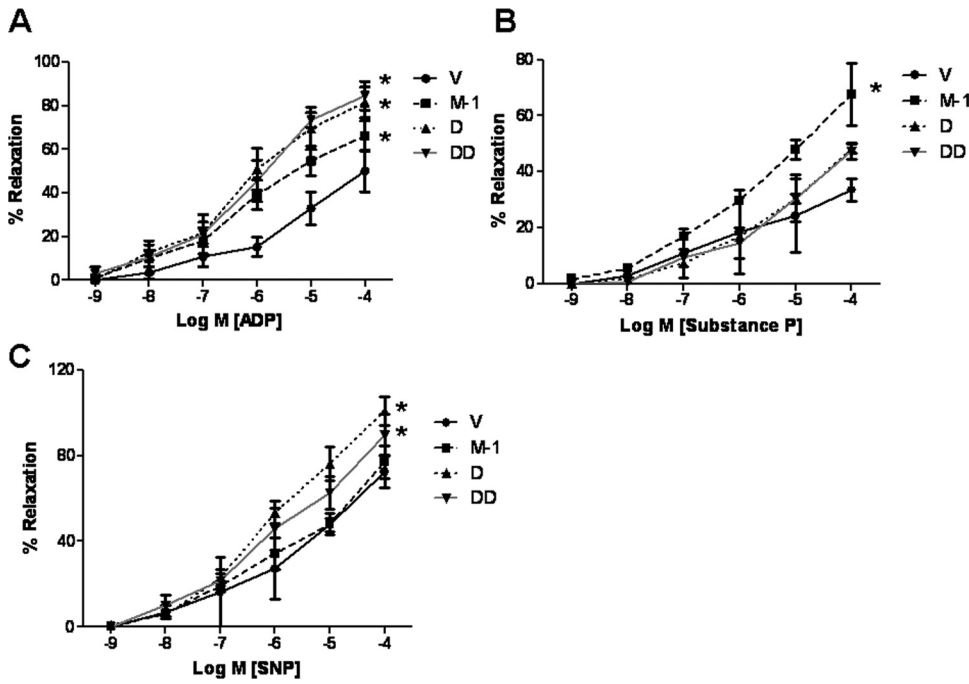 A
% Relaxation
100
80
60
40
20
0
-9 -8 -7 -6 -5 -4
Log M [ADP]
* * *
V
M-1
D
DD
B
% Relaxation
80
60
40
20
0
-9 -8 -7 -6 -5 -4
Log M [Substance P]
*
V
M-1
D
DD
C
% Relaxation
120
80
40
0
-9 -8 -7 -6 -5 -4
Log M [SNP]
* *
V
M-1
D
DD